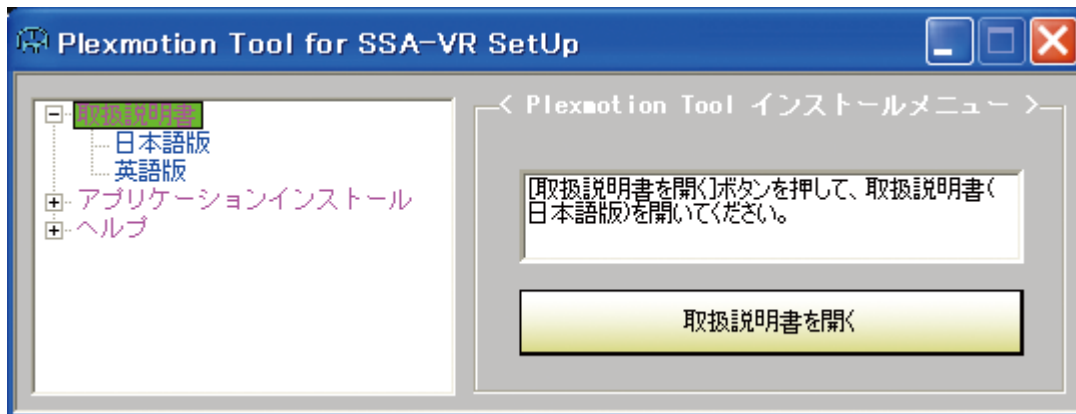 Plexmotion Tool for SSA-VR SetUp
取扱説明書
日本語版
英語版
アプリケーションインストール
ヘルプ
< Plexmotion Tool インストールメニュー >
[取扱説明書を開く]ボタンを押して、取扱説明書(
日本語版)を開いてください。
取扱説明書を開く